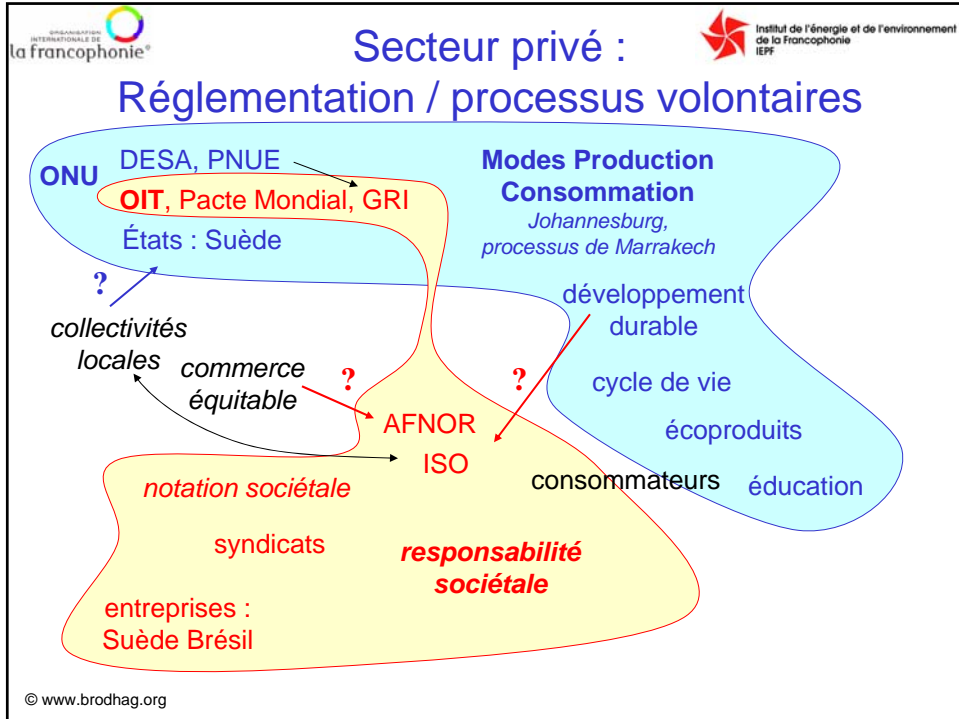 ORGANISATION
INTERNATIONALE DE
la francophonie
Institut de l'énergie et de l'environnement
de la Francophonie
IEPF
Secteur privé :
Réglementation / processus volontaires
ONU
DESA, PNUE
OIT, Pacte Mondial, GRI
États : Suède
Modes Production
Consommation
Johannesburg,
processus de Marrakech
?
collectivités
locales
commerce
équitable
?
?
développement
durable
cycle de vie
écoproduits
éducation
AFNOR
ISO
consommateurs
notation sociétale
syndicats
responsabilité
sociétale
entreprises :
Suède Brésil
© www.brodhag.org